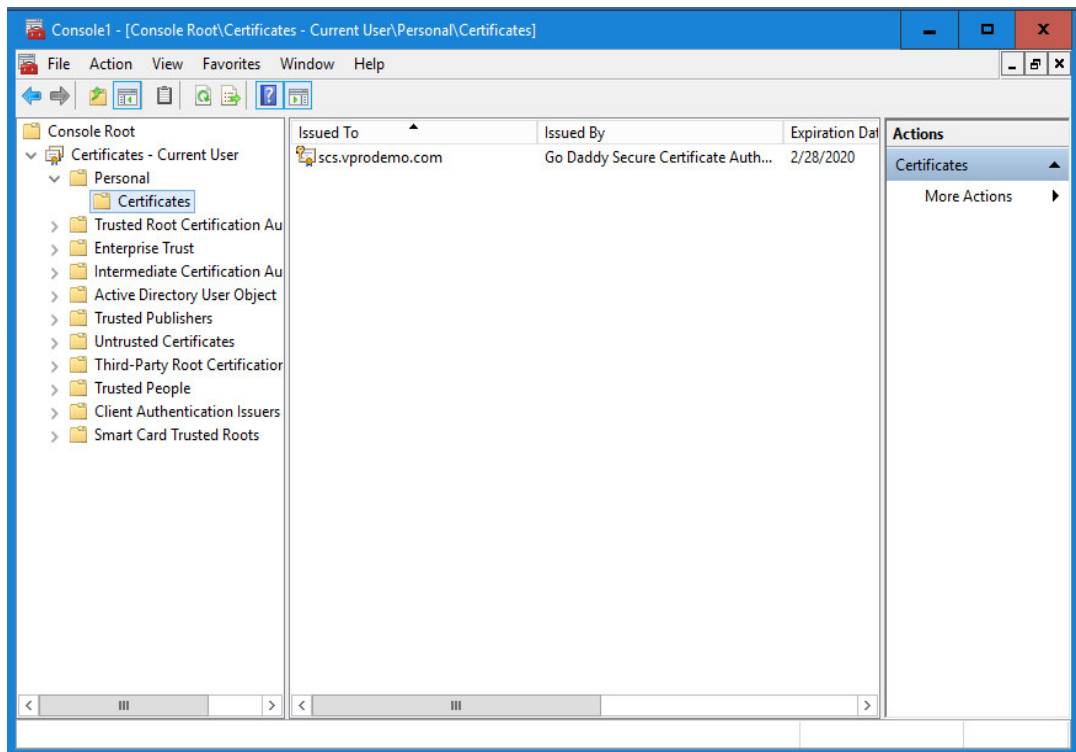 Console1 - [Console Root\Certificates - Current User\Personal\Certificates]
File Action View Favorites Window Help
Console Root
Certificates - Current User
Personal
Certificates
Trusted Root Certification Au
Enterprise Trust
Intermediate Certification Au
Active Directory User Object
Trusted Publishers
Untrusted Certificates
Third-Party Root Certification
Trusted People
Client Authentication Issuers
Smart Card Trusted Roots
Issued To Issued By Expiration Dat
scs.vprodemo.com Go Daddy Secure Certificate Auth... 2/28/2020
Actions
Certificates
More Actions